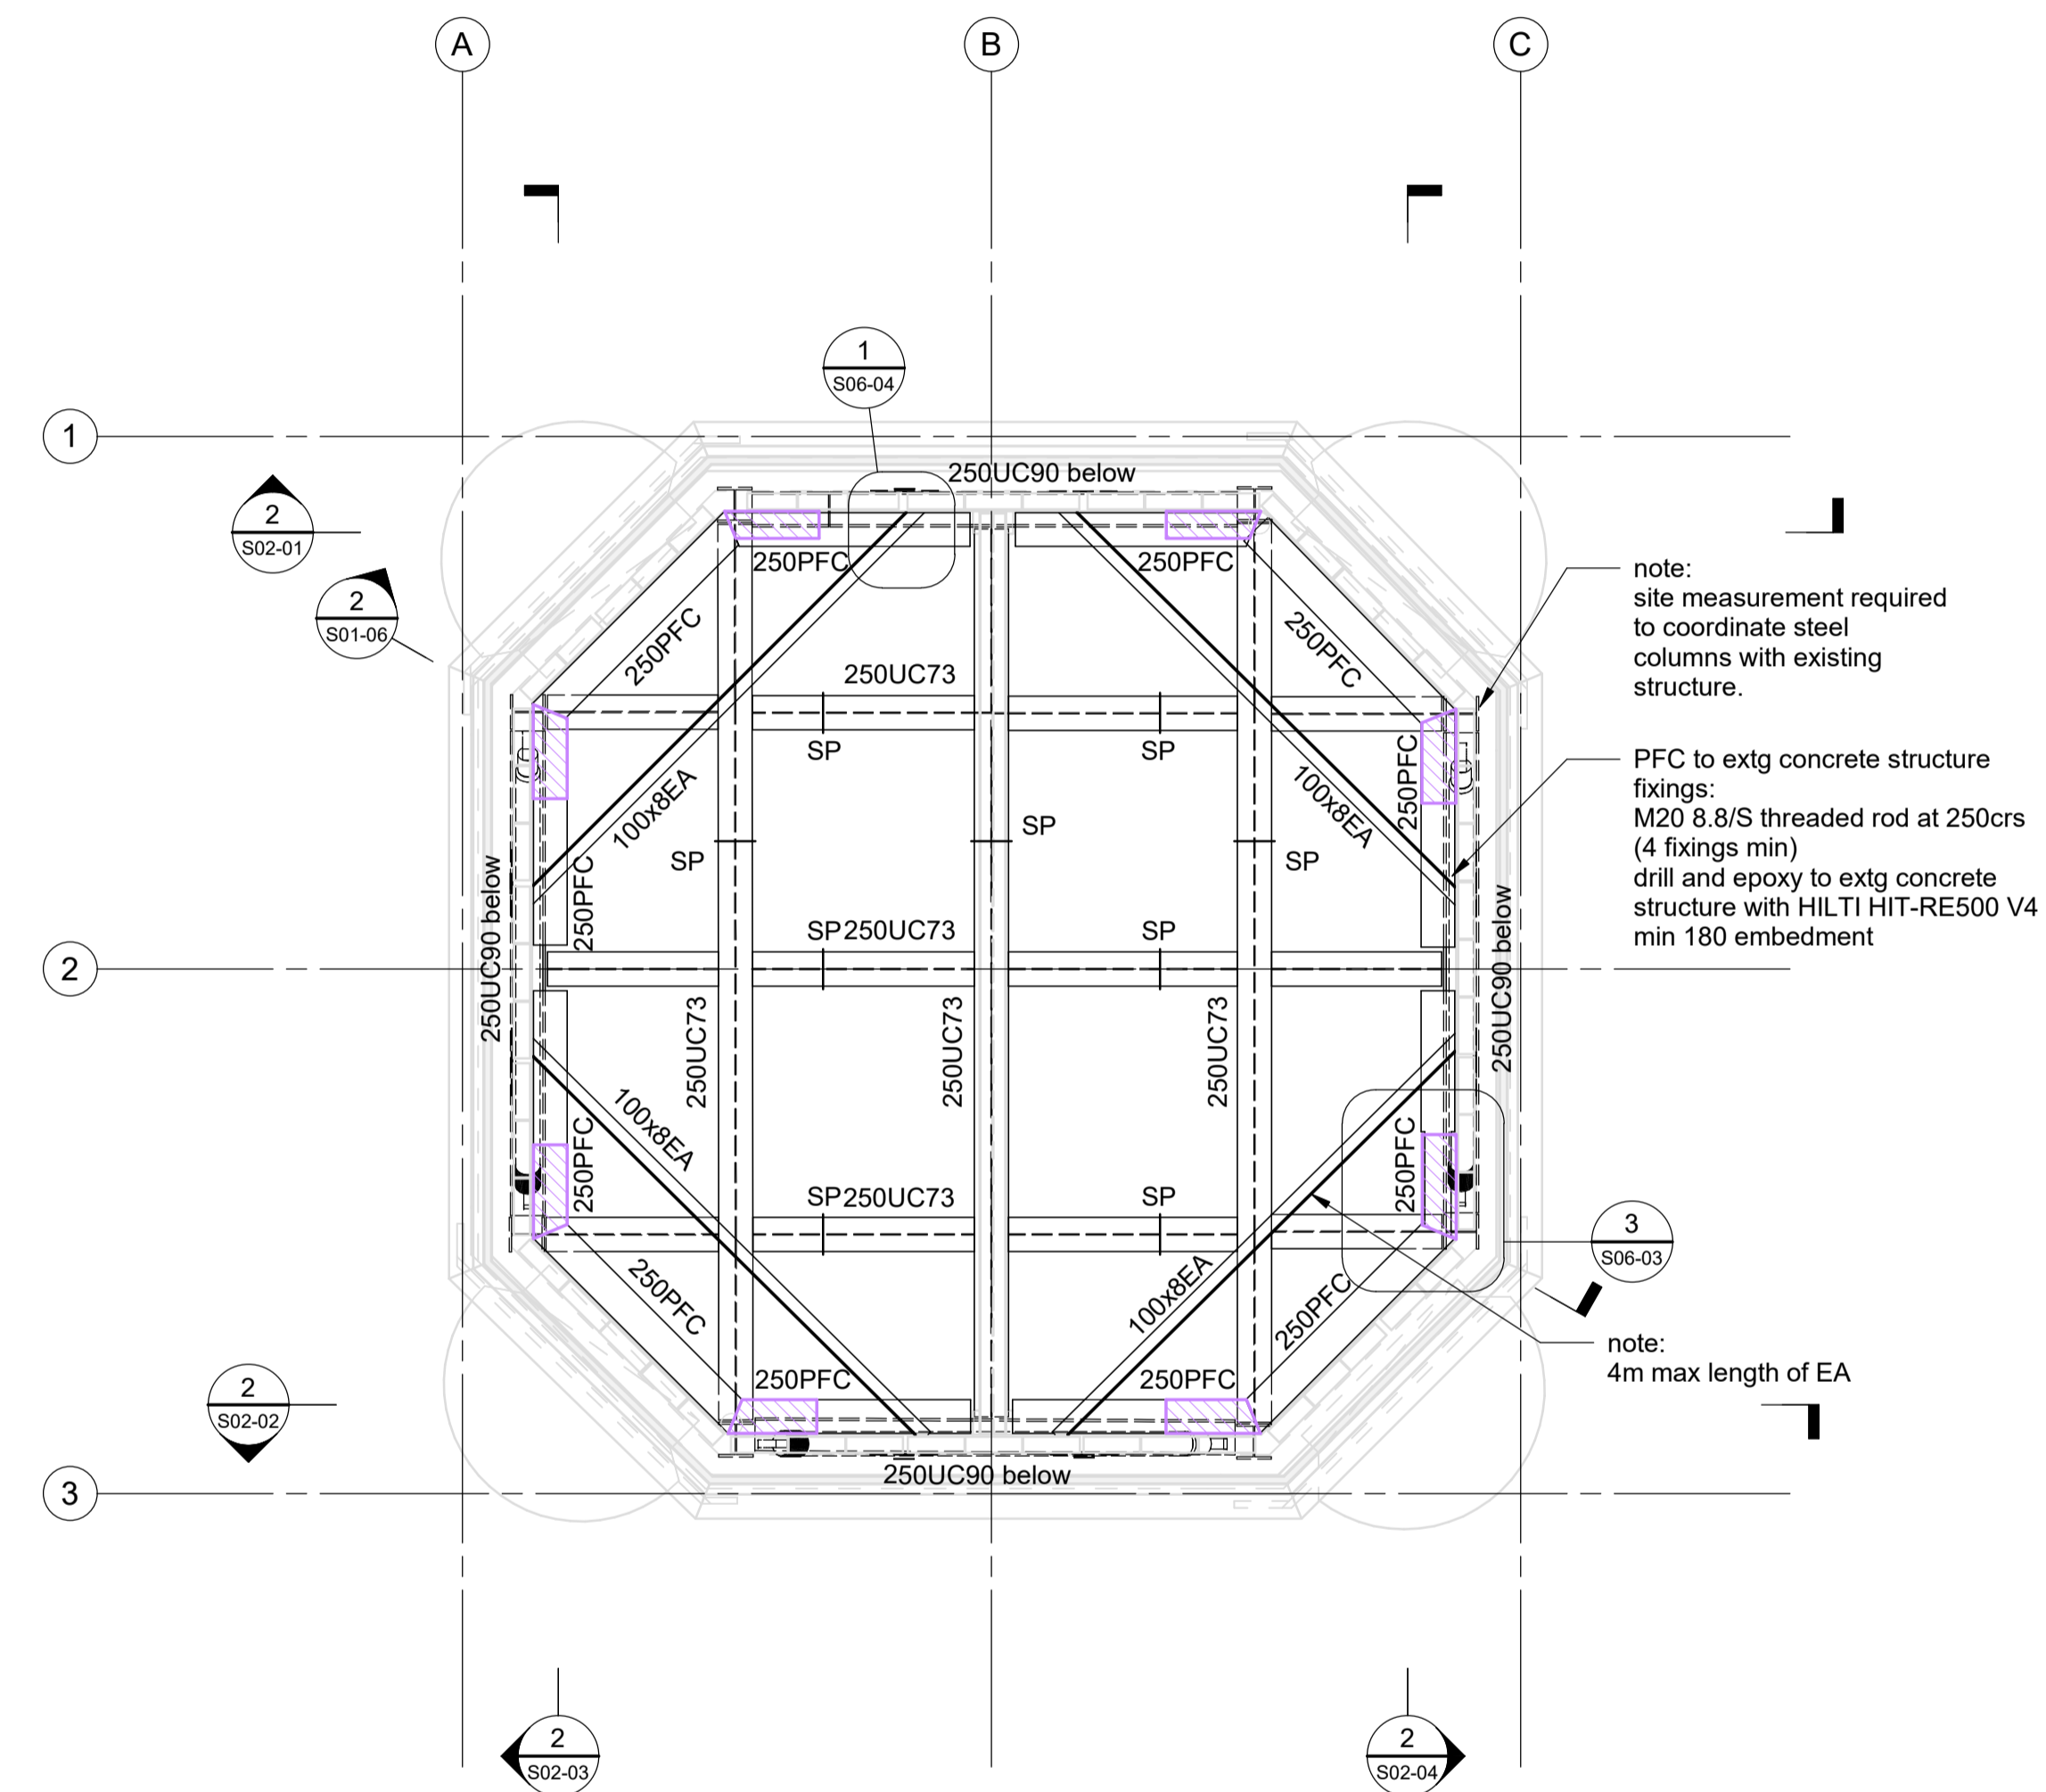 A
B
C
1
S06-04
1
250UC90 below
2
S02-01
250PFC
250PFC
note:
site measurement required
to coordinate steel
columns with existing
structure.
2
S01-06
250PFC
250PFC
250UC73
SP
SP
PFC to extg concrete structure
fixings:
M20 8.8/S threaded rod at 250crs
(4 fixings min)
drill and epoxy to extg concrete
structure with HILTI HIT-RE500 V4
min 180 embedment
100x8EA
100x8EA
250PFC
SP
SP
SP
250PFC
250UC90 below
250UC90 below
SP
250UC73
SP
2
250UC73
250UC73
250UC73
100x8EA
250PFC
250PFC
SP
250UC73
SP
3
S06-03
250PFC
100x8EA
250PFC
note:
4m max length of EA
250PFC
250PFC
2
S02-02
250UC90 below
3
2
S02-03
2
S02-04